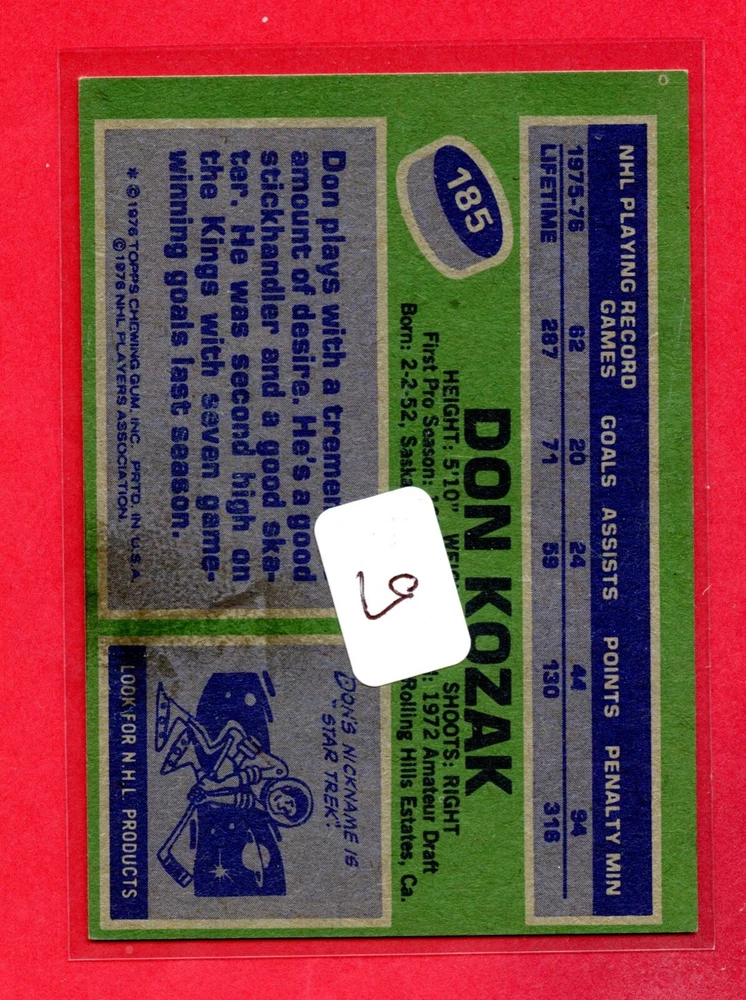 NHL PLAYING RECORD
GAMES GOALS ASSISTS POINTS PENALTY MIN
1975-76 62 20 24 44 94
LIFETIME 287 71 59 130 316
185
DON KOZAK
HEIGHT: 5'10" SHOOTS: RIGHT
First Pro Season: 1972 Amateur Draft
Born: 2-2-52, Rolling Hills Estates, Ca.
Don plays with a
amount of desire. He's a good
stickhandler and a good ska-
ter. He was second high on
the Kings with seven game-
winning goals last season.
* © 1976 TOPPS CHEWING GUM, INC. PRTD. IN U.S.A.
© 1976 NHL PLAYERS ASSOCIATION.
DON'S NICKNAME IS
"STAR TREK".
LOOK FOR N.H.L. PRODUCTS